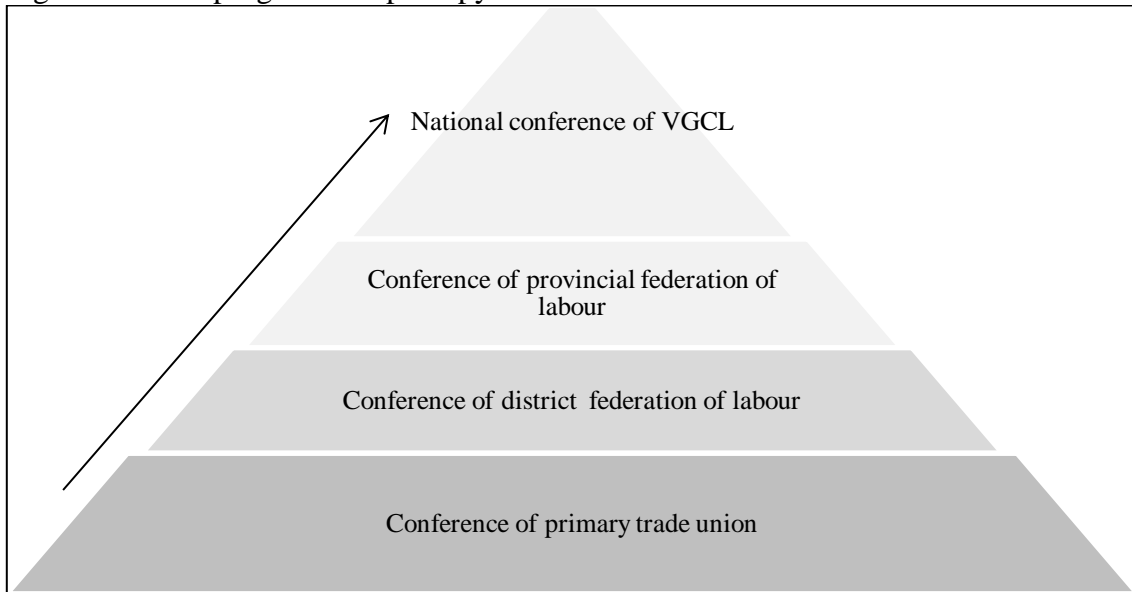 National conference of VGCL
Conference of provincial federation of
labour
Conference of district federation of labour
Conference of primary trade union